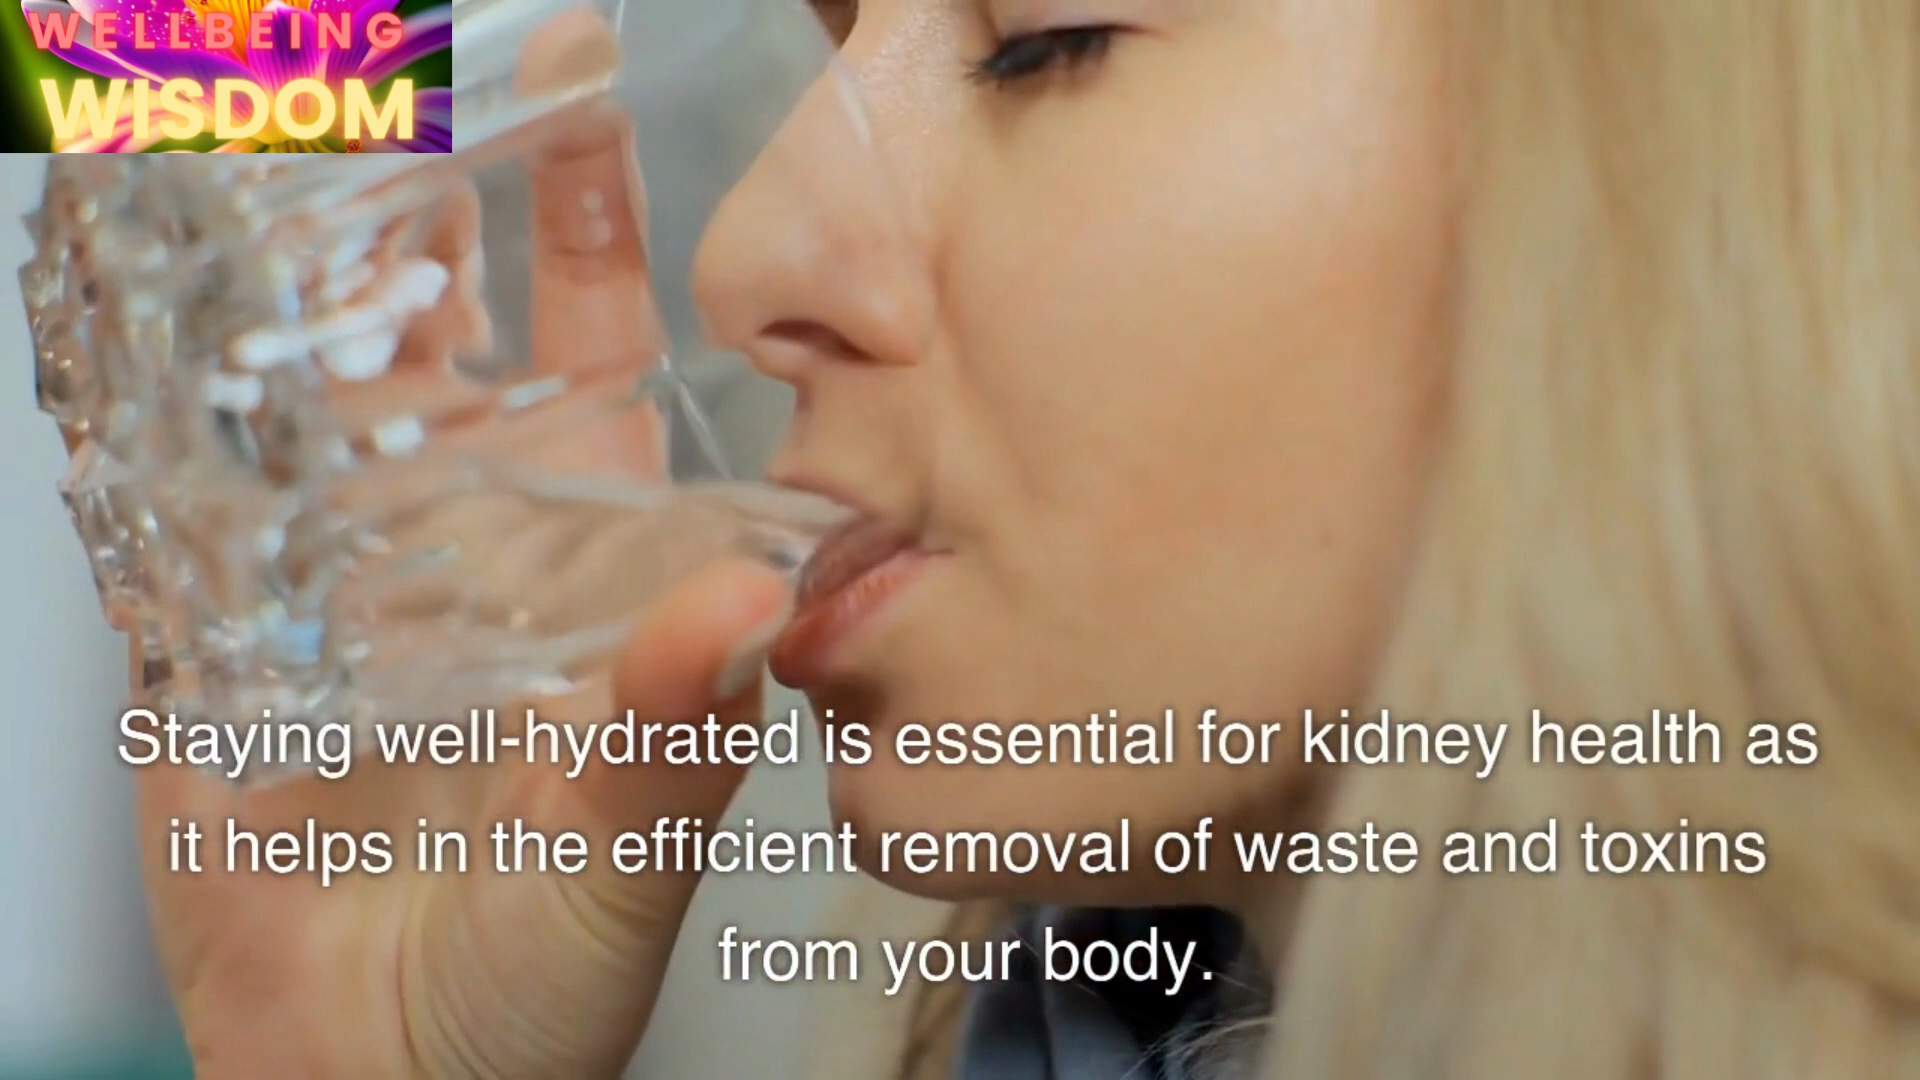 WELLBEING
WISDOM
Staying well-hydrated is essential for kidney health as
it helps in the efficient removal of waste and toxins
from your body.